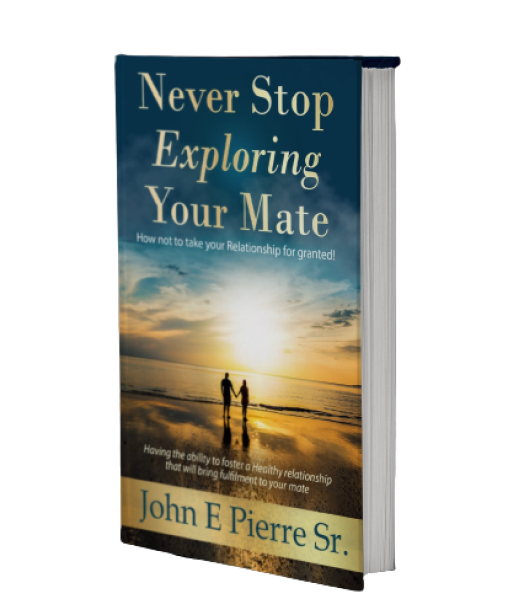 Never Stop
Exploring
Your Mate
How not to take your Relationship for granted!
Having the ability to foster a Healthy relationship
that will bring fulfilment to your mate
John E Pierre Sr.